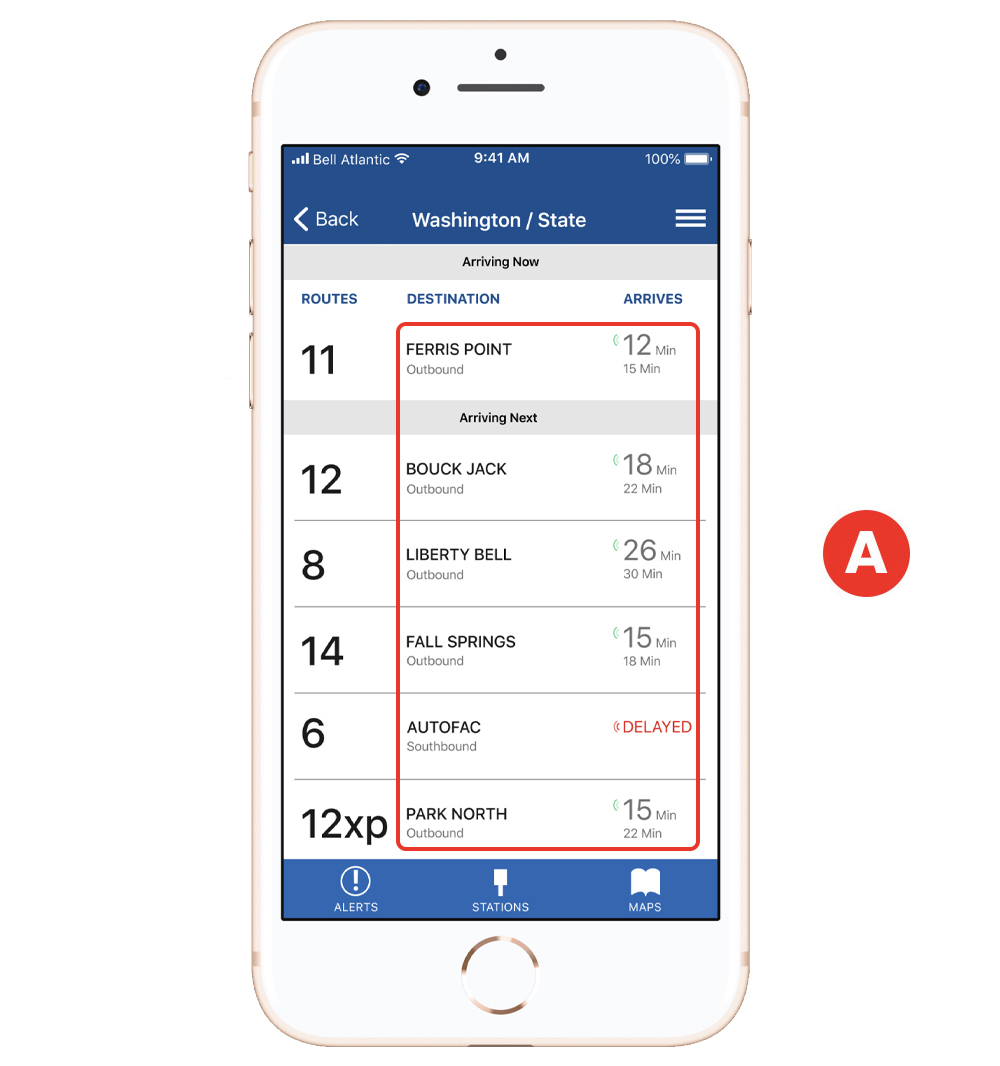 Bell Atlantic 9:41 AM 100%
Back Washington / State
Arriving Now
ROUTES DESTINATION ARRIVES
11 FERRIS POINT 12 Min
Outbound 15 Min
Arriving Next
12 BOUCK JACK 18 Min
Outbound 22 Min
8 LIBERTY BELL 26 Min
Outbound 30 Min
A
14 FALL SPRINGS 15 Min
Outbound 18 Min
6 AUTOFAC DELAYED
Southbound
12xp PARK NORTH 15 Min
Outbound 22 Min
ALERTS STATIONS MAPS